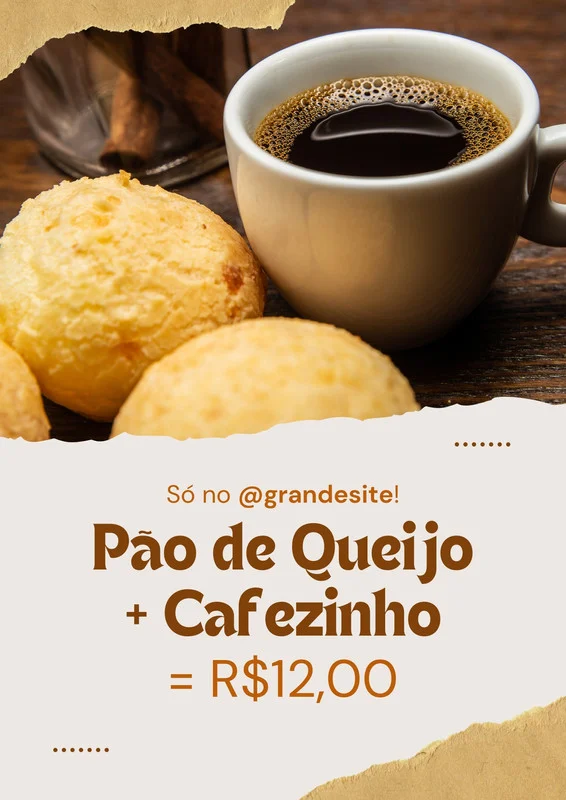 Só no @grandesite!
Pão de Queijo
+ Cafezinho
= R$12,00